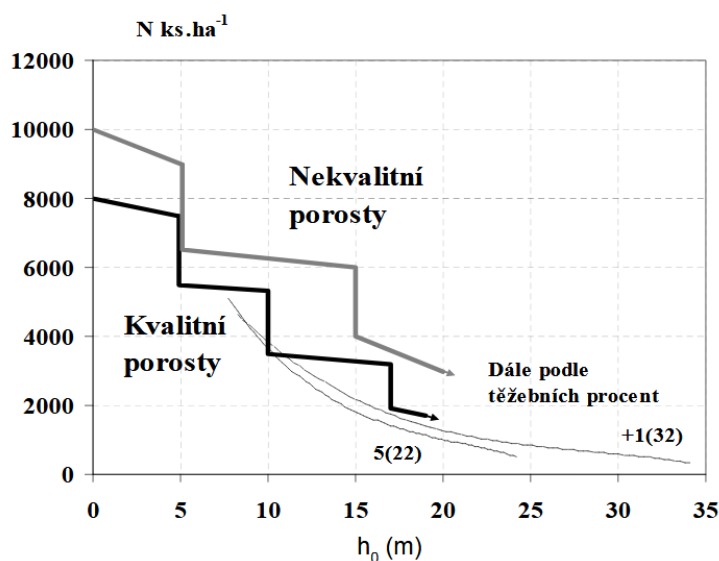 N ks.ha⁻¹
12000
10000
8000
6000
4000
2000
0
Nekvalitní
porosty
Kvalitní
porosty
Dále podle
těžebních procent
5(22)
+1(32)
0 5 10 15 20 25 30 35
h₀ (m)